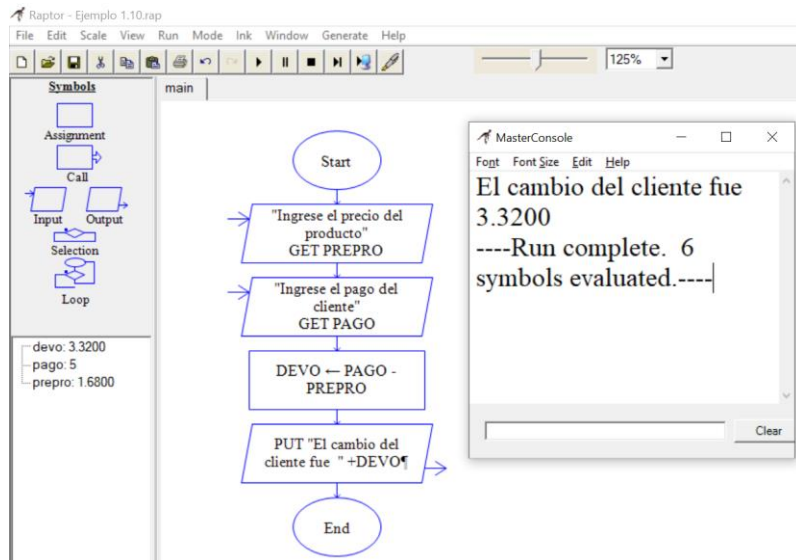 Raptor - Ejemplo 1.10.rap
File Edit Scale View Run Mode Ink Window Generate Help
125%
Symbols
Assignment
Call
Input Output
Selection
Loop
devo: 3.3200
pago: 5
prepro: 1.6800
main
Start
"Ingrese el precio del
producto"
GET PREPRO
"Ingrese el pago del
cliente"
GET PAGO
DEVO ← PAGO -
PREPRO
PUT "El cambio del
cliente fue " +DEVO¶
End
MasterConsole
Font Font Size Edit Help
El cambio del cliente fue
3.3200
----Run complete. 6
symbols evaluated.----
Clear